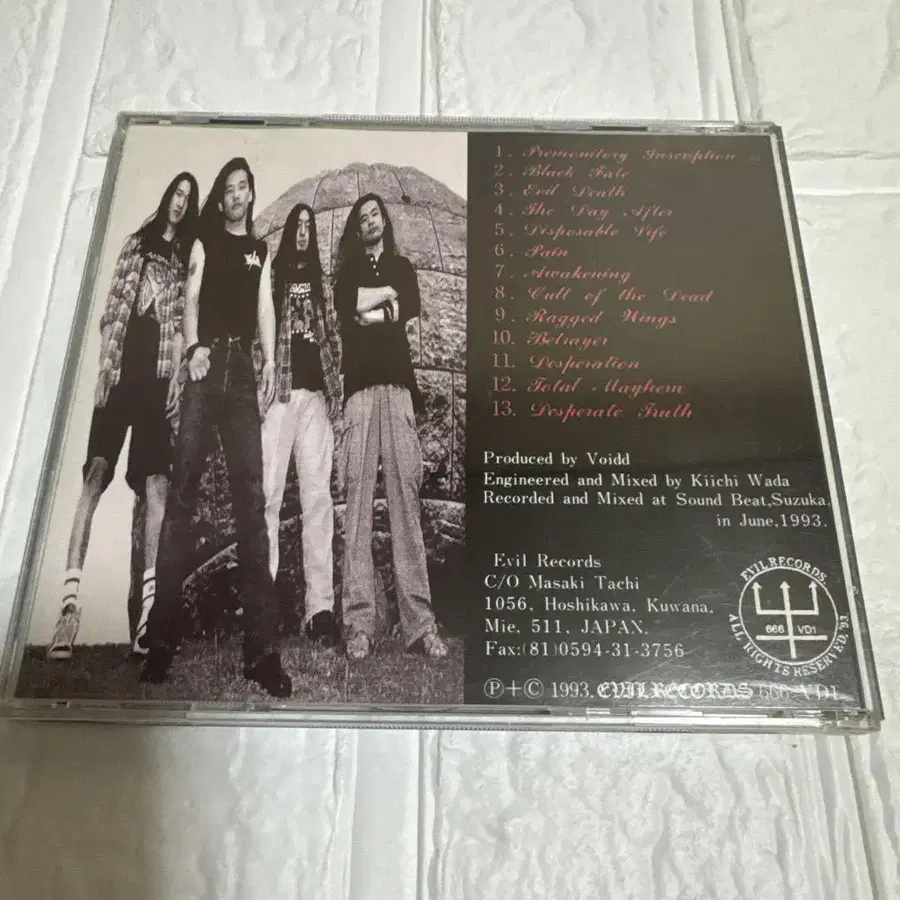 1. Premonitory Inscription
2. Black Fate
3. Evil Death
4. The Day After
5. Disposable Life
6. Pain
7. Awakening
8. Cult of the Dead
9. Ragged Wings
10. Betrayer
11. Desperation
12. Total Mayhem
13. Desperate Truth
Produced by Voidd
Engineered and Mixed by Kiichi Wada
Recorded and Mixed at Sound Beat,Suzuka,
in June,1993.
Evil Records
C/O Masaki Tachi
1056, Hoshikawa, Kuwana,
Mie, 511, JAPAN.
Fax:(81)0594-31-3756
EVIL RECORDS
666 VD1
ALL RIGHTS RESERVED,'93
Ⓟ+© 1993. EVIL RECORDS 666-VD1